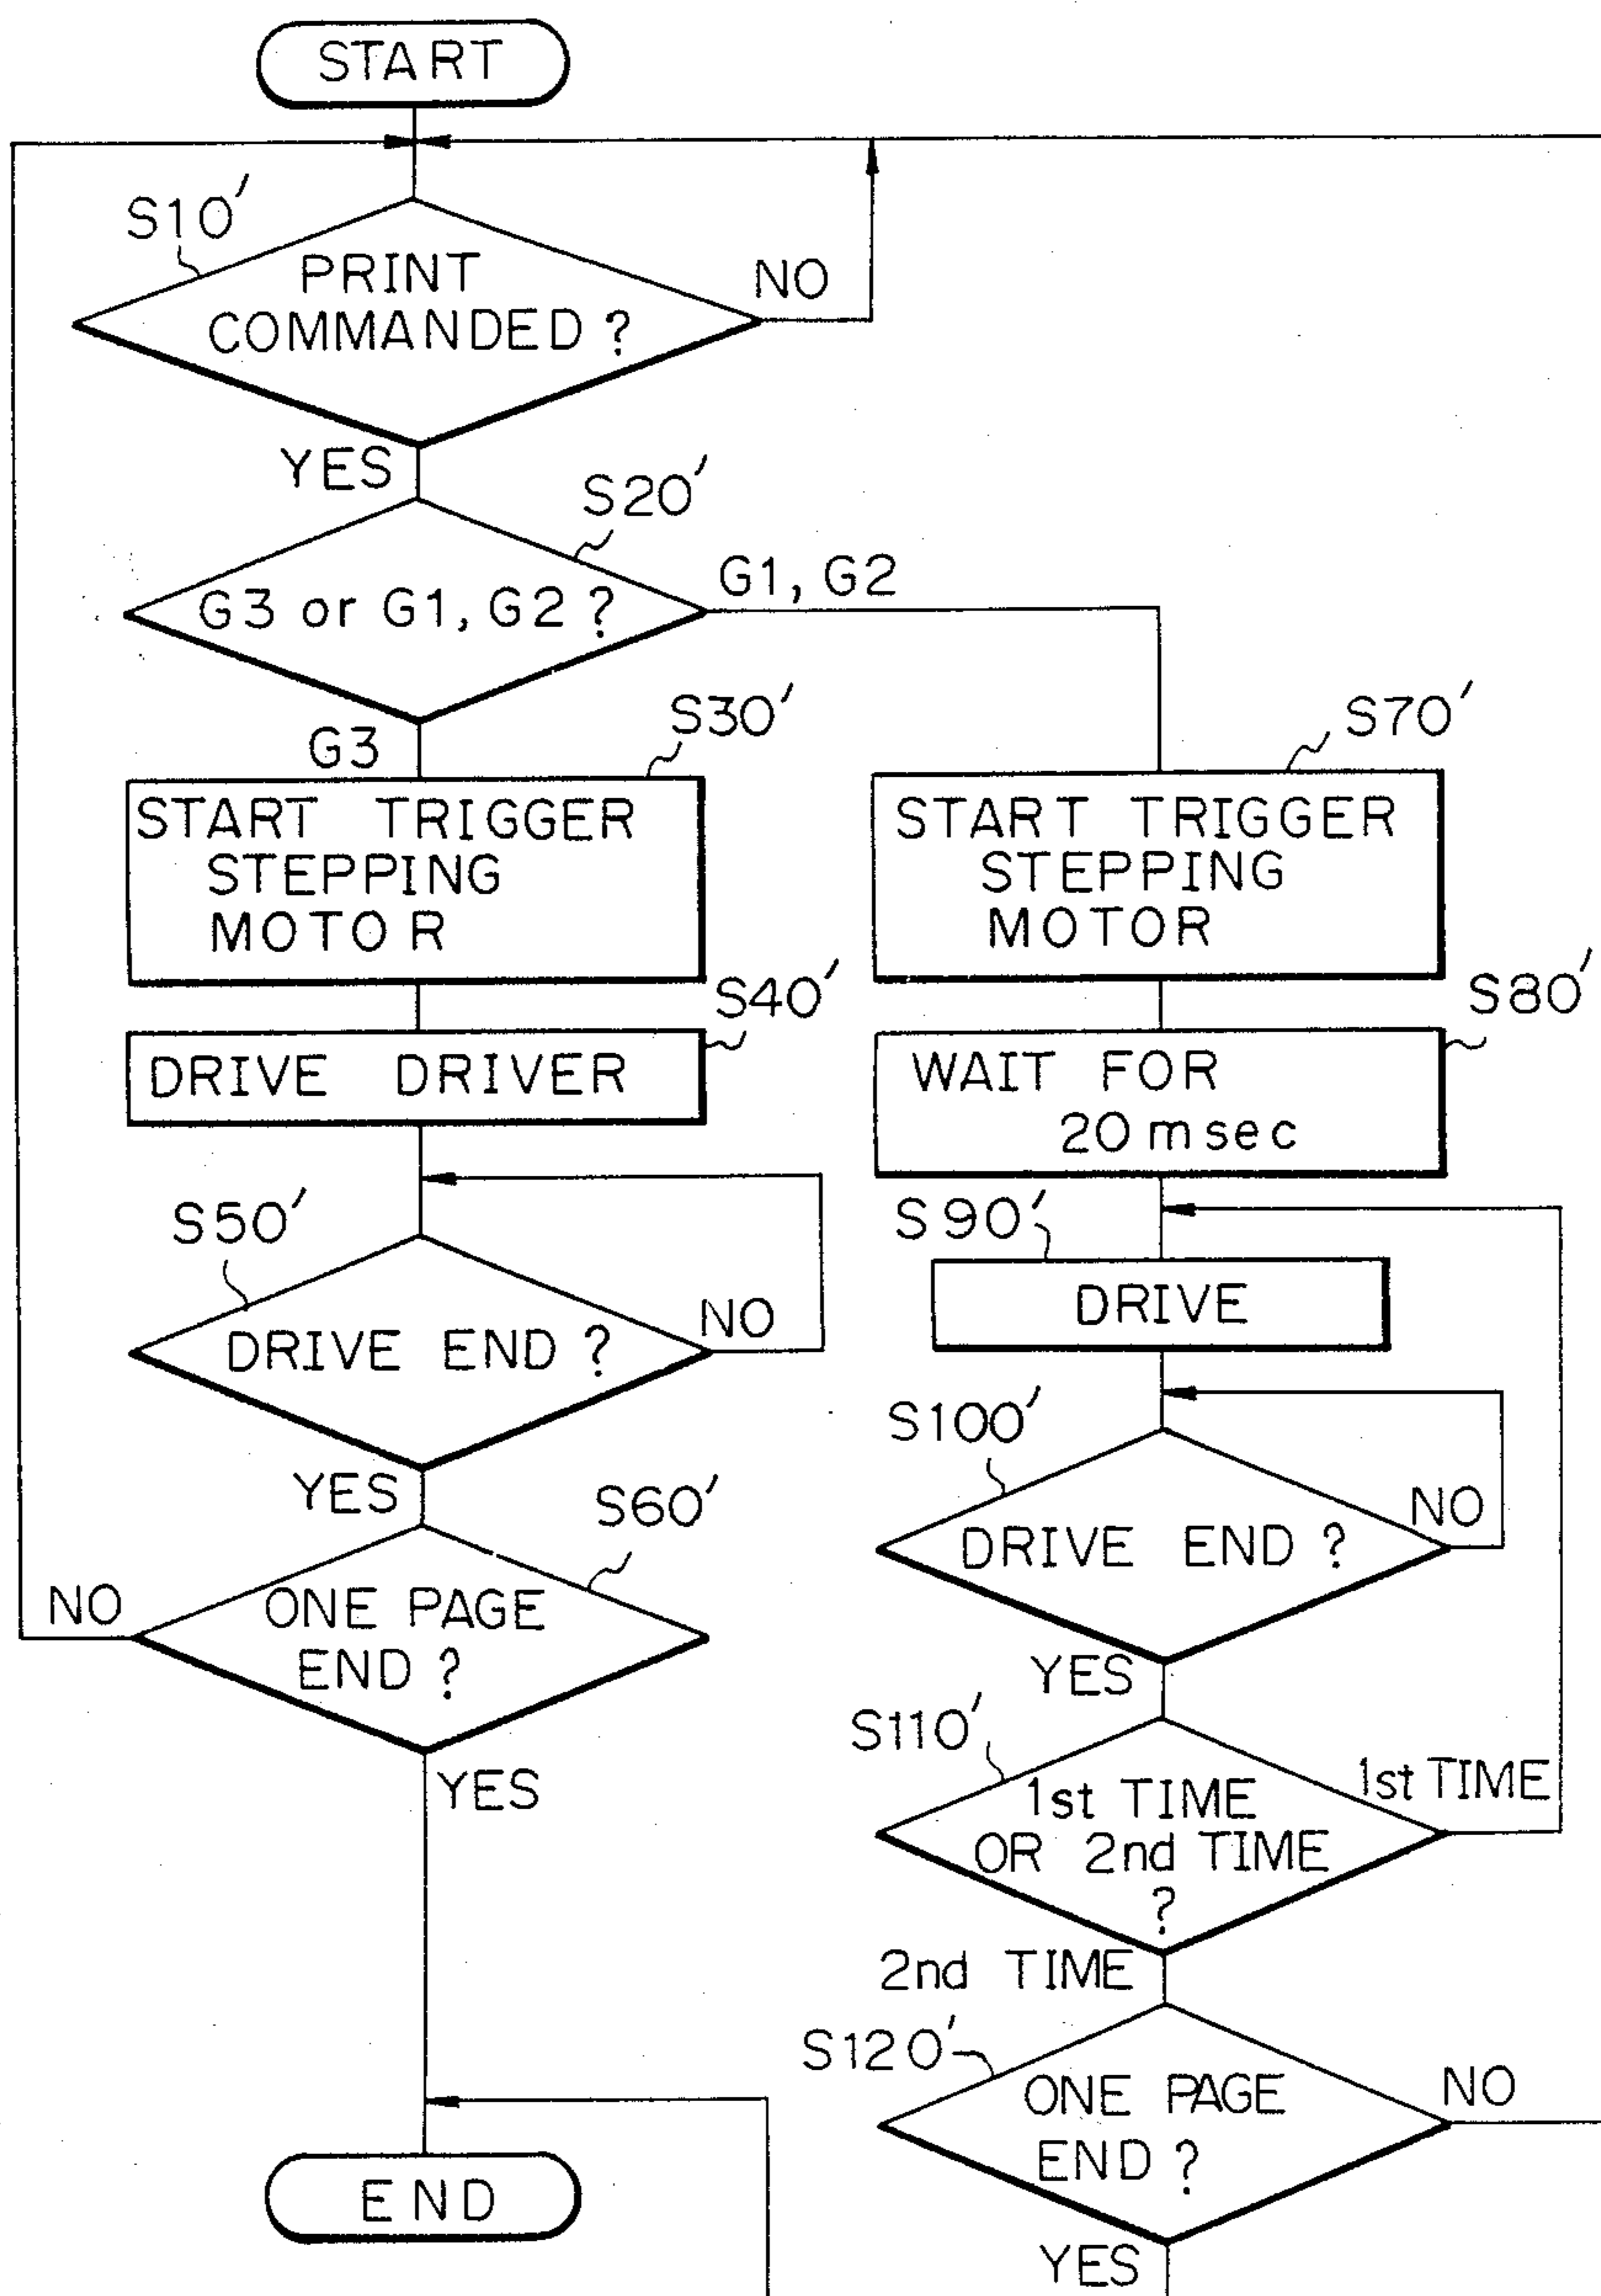 START
S10'
PRINT
COMMANDED ?
NO
YES
S20'
G3 or G1, G2 ?
G1, G2
G3
S30'
START TRIGGER
STEPPING
MOTOR
S40'
DRIVE DRIVER
S50'
DRIVE END ?
NO
YES
S60'
ONE PAGE
END ?
NO
YES
END
S70'
START TRIGGER
STEPPING
MOTOR
S80'
WAIT FOR
20 msec
S90'
DRIVE
S100'
DRIVE END ?
NO
YES
S110'
1st TIME
OR 2nd TIME
?
1st TIME
2nd TIME
S120'
ONE PAGE
END ?
NO
YES